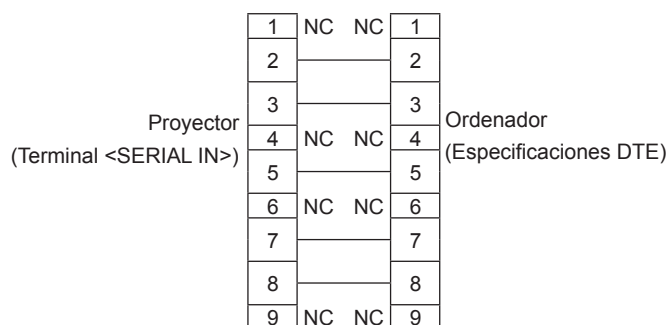 1 NC NC 1
2 2
3 3
Proyector
(Terminal <SERIAL IN>)
4 NC NC 4
Ordenador
(Especificaciones DTE)
5 5
6 NC NC 6
7 7
8 8
9 NC NC 9